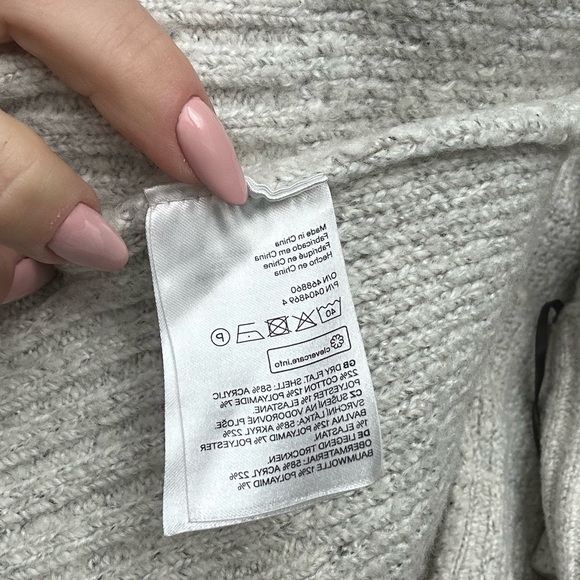 Made in China
Fabricado em China
Fabriqué en Chine
Hecho en China
O/N 468860
P/N 0404869 4
40 P
clevercare.info
GB DRY FLAT. SHELL: 58% ACRYLIC
22% COTTON 12% POLYAMIDE 7%
POLYESTER 1% ELASTANE.
CZ SUŠENÍ NA VODOROVNÉ PLOŠE.
SVRCHNÍ LÁTKA: 58% AKRYL 22%
BAVLNA 12% POLYAMID 7% POLYESTER
1% ELASTAN.
DE LIEGEND TROCKNEN.
OBERMATERIAL: 58% ACRYL 22%
BAUMWOLLE 12% POLYAMID 7%